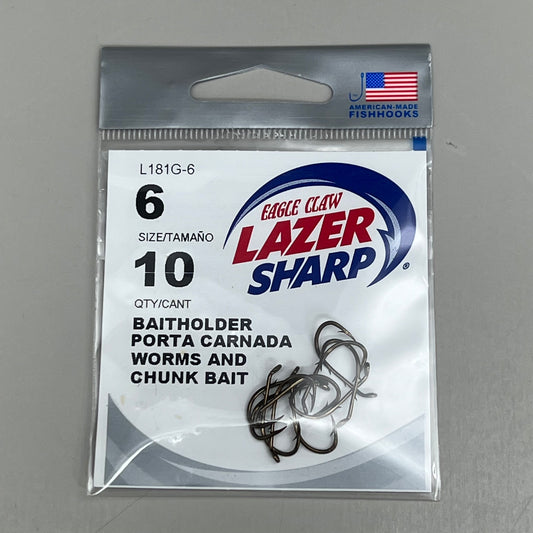 AMERICAN-MADE
FISHHOOKS
L181G-6
6
SIZE/TAMAÑO
10
QTY/CANT
EAGLE CLAW
LAZER
SHARP®
BAITHOLDER
PORTA CARNADA
WORMS AND
CHUNK BAIT